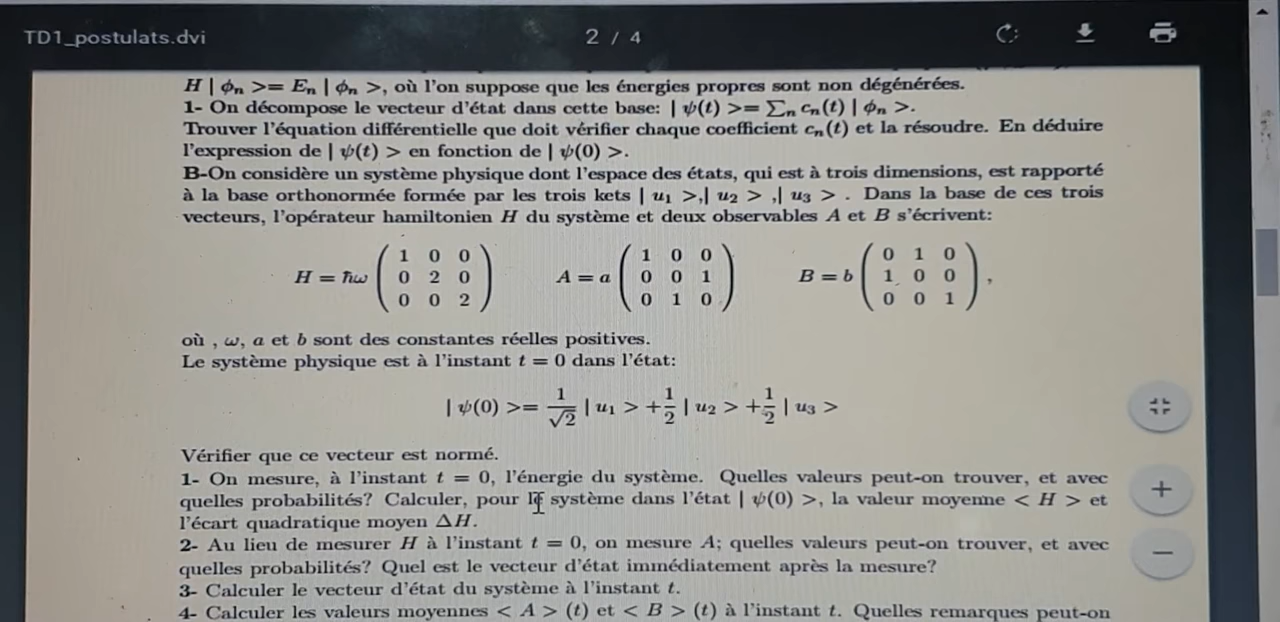 TD1_postulats.dvi
2 / 4
H | ϕn >= En | ϕn >, où l'on suppose que les énergies propres sont non dégénérées.
1- On décompose le vecteur d'état dans cette base: | ψ(t) >= ∑n cn(t) | ϕn >.
Trouver l'équation différentielle que doit vérifier chaque coefficient cn(t) et la résoudre. En déduire
l'expression de | ψ(t) > en fonction de | ψ(0) >.
B-On considère un système physique dont l'espace des états, qui est à trois dimensions, est rapporté
à la base orthonormée formée par les trois kets | u1 >,| u2 > ,| u3 > . Dans la base de ces trois
vecteurs, l'opérateur hamiltonien H du système et deux observables A et B s'écrivent:
H = ħω ( 1 0 0 ; 0 2 0 ; 0 0 2 ) A = a ( 1 0 0 ; 0 0 1 ; 0 1 0 ) B = b ( 0 1 0 ; 1 0 0 ; 0 0 1 ) ,
où , ω, a et b sont des constantes réelles positives.
Le système physique est à l'instant t = 0 dans l'état:
| ψ(0) >= 1/√2 | u1 > + 1/2 | u2 > + 1/2 | u3 >
Vérifier que ce vecteur est normé.
1- On mesure, à l'instant t = 0, l'énergie du système. Quelles valeurs peut-on trouver, et avec
quelles probabilités? Calculer, pour le système dans l'état | ψ(0) >, la valeur moyenne < H > et
l'écart quadratique moyen ΔH.
2- Au lieu de mesurer H à l'instant t = 0, on mesure A; quelles valeurs peut-on trouver, et avec
quelles probabilités? Quel est le vecteur d'état immédiatement après la mesure?
3- Calculer le vecteur d'état du système à l'instant t.
4- Calculer les valeurs moyennes < A > (t) et < B > (t) à l'instant t. Quelles remarques peut-on